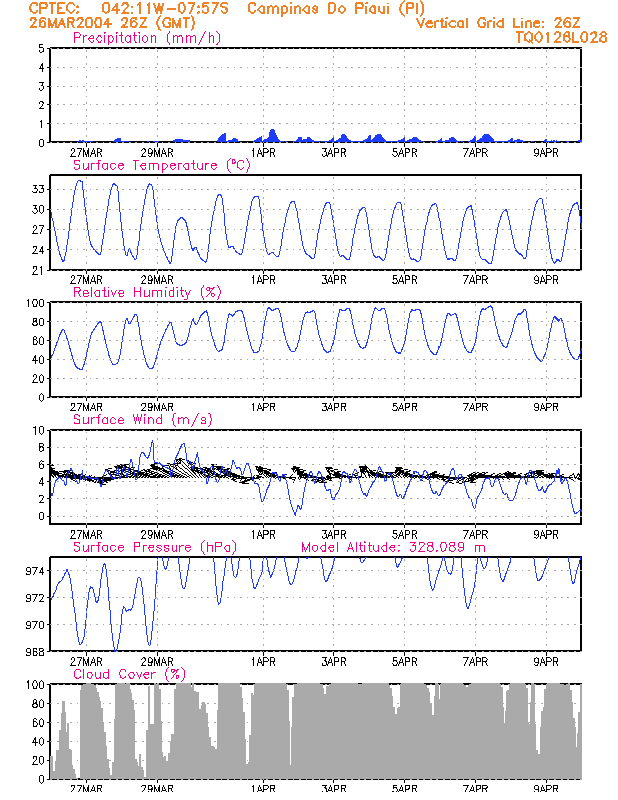 CPTEC: 042:11W-07:57S Campinas Do Piaui (PI)
26MAR2004 26Z (GMT) Vertical Grid Line: 26Z
Precipitation (mm/h) TQ0126L028
5
4
3
2
1
0
27MAR 29MAR 1APR 3APR 5APR 7APR 9APR
Surface Temperature (°C)
33
30
27
24
21
27MAR 29MAR 1APR 3APR 5APR 7APR 9APR
Relative Humidity (%)
100
80
60
40
20
0
27MAR 29MAR 1APR 3APR 5APR 7APR 9APR
Surface Wind (m/s)
10
8
6
4
2
0
27MAR 29MAR 1APR 3APR 5APR 7APR 9APR
Surface Pressure (hPa) Model Altitude: 328.089 m
974
972
970
968
27MAR 29MAR 1APR 3APR 5APR 7APR 9APR
Cloud Cover (%)
100
80
60
40
20
0
27MAR 29MAR 1APR 3APR 5APR 7APR 9APR